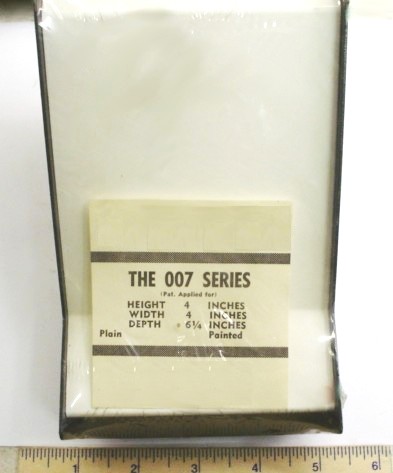 THE 007 SERIES
(Pat. Applied for)
HEIGHT 4 INCHES
WIDTH 4 INCHES
DEPTH 6¼ INCHES
Plain Painted
1 2 3 4 5 6